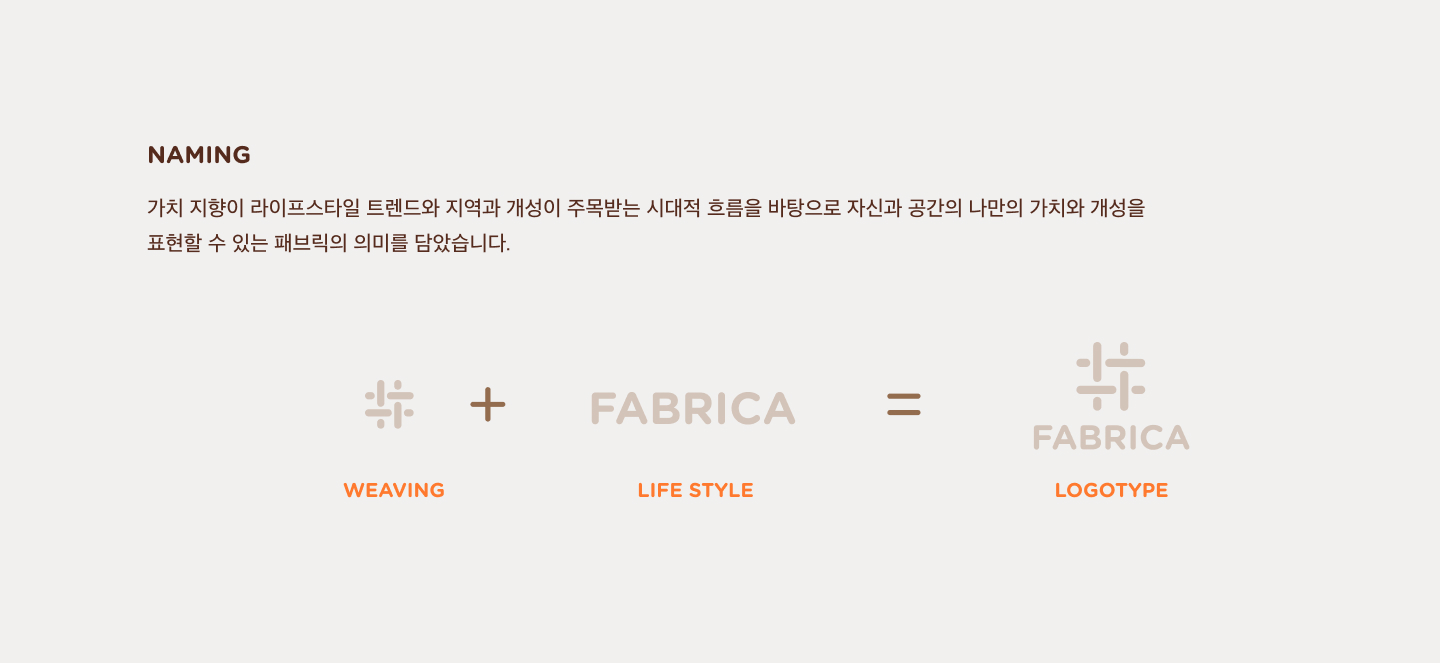 NAMING
가치 지향이 라이프스타일 트렌드와 지역과 개성이 주목받는 시대적 흐름을 바탕으로 자신과 공간의 나만의 가치와 개성을
표현할 수 있는 패브릭의 의미를 담았습니다.
+ FABRICA =
FABRICA
WEAVING LIFE STYLE LOGOTYPE